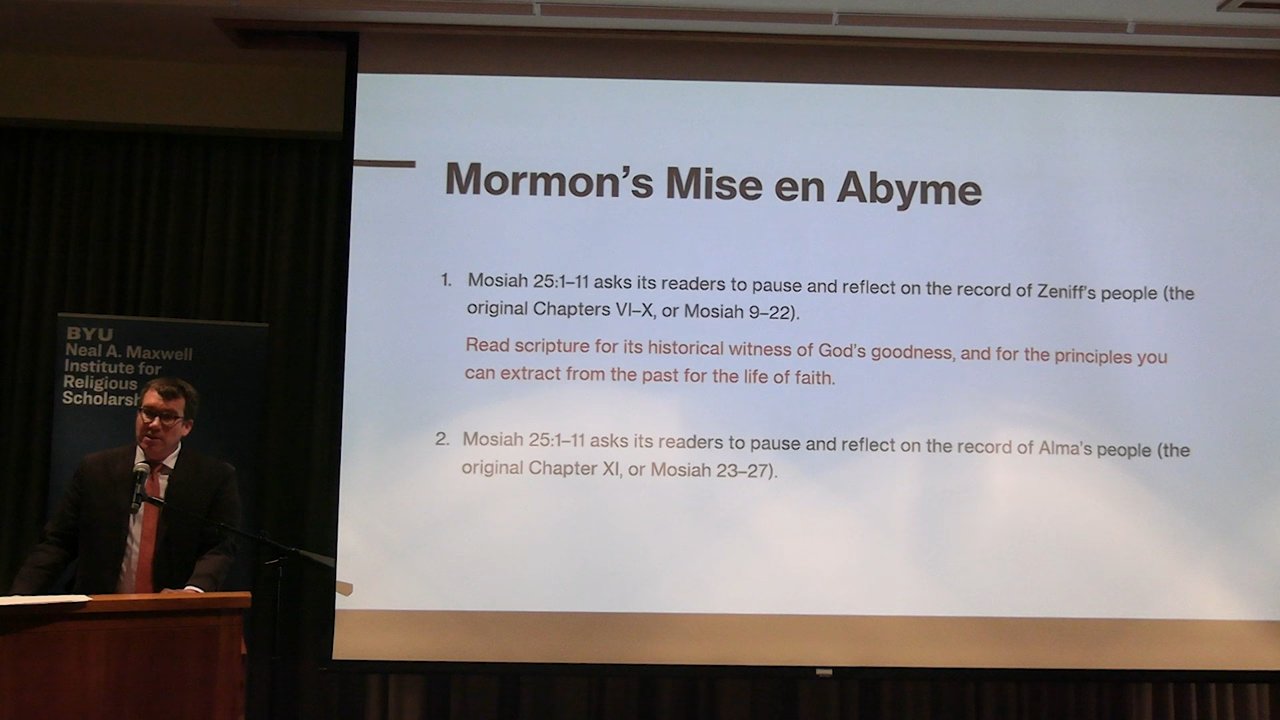 Mormon's Mise en Abyme
1. Mosiah 25:1–11 asks its readers to pause and reflect on the record of Zeniff's people (the
original Chapters VI–X, or Mosiah 9–22).
Read scripture for its historical witness of God's goodness, and for the principles you
can extract from the past for the life of faith.
2. Mosiah 25:1–11 asks its readers to pause and reflect on the record of Alma's people (the
original Chapter XI, or Mosiah 23–27).
BYU
Neal A. Maxwell
Institute for
Religious
Scholarsh